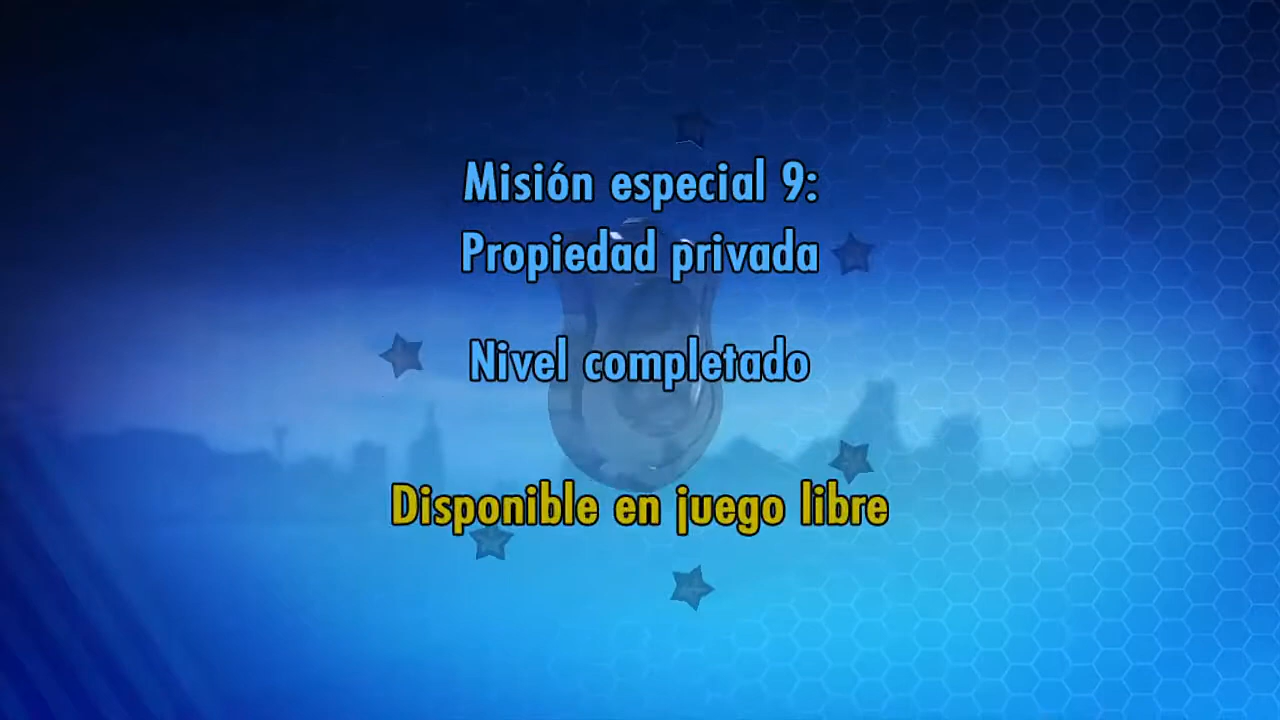 Misión especial 9:
Propiedad privada
Nivel completado
Disponible en juego libre